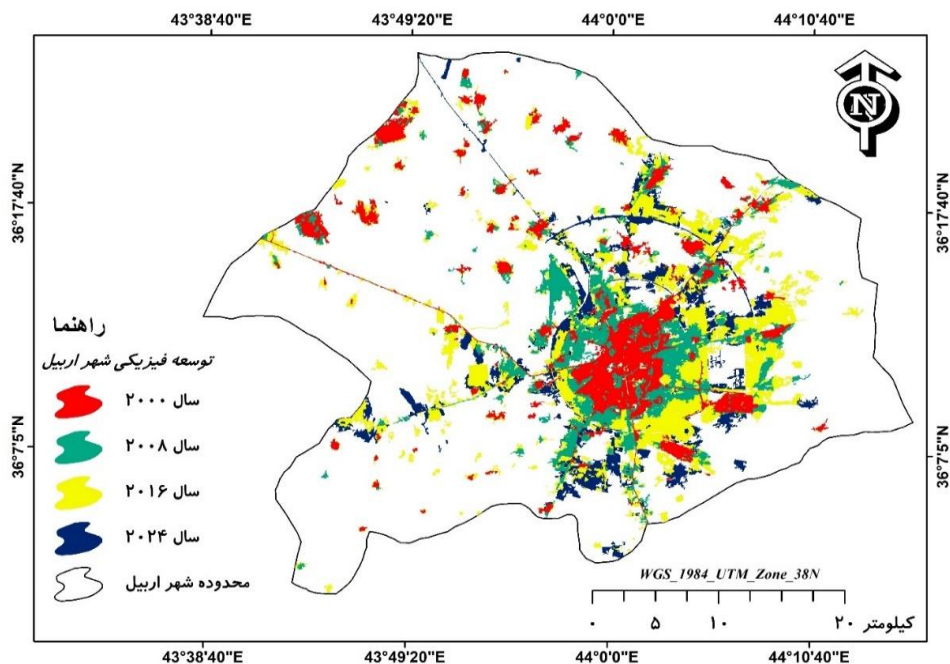 43°38'40"E 43°49'20"E 44°0'0"E 44°10'40"E
N
36°17'40"N 36°17'40"N
راهنما
توسعه فیزیکی شهر اربیل
سال ۲۰۰۰
سال ۲۰۰۸
سال ۲۰۱۶
سال ۲۰۲۴
محدوده شهر اربیل
36°7'5"N 36°7'5"N
WGS_1984_UTM_Zone_38N
۰ ۵ ۱۰ ۲۰ کیلومتر
43°38'40"E 43°49'20"E 44°0'0"E 44°10'40"E